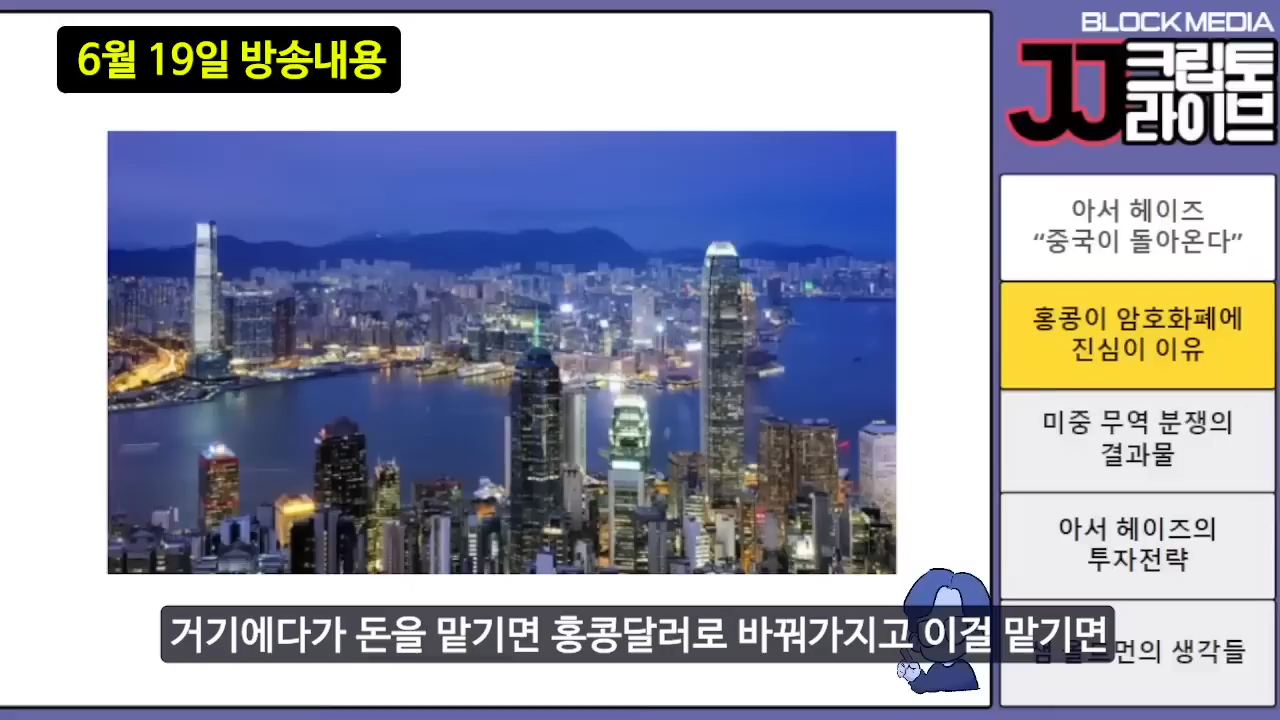 6월 19일 방송내용
BLOCKMEDIA
JJ 크립토
라이브
아서 헤이즈
“중국이 돌아온다”
홍콩이 암호화폐에
진심이 이유
미중 무역 분쟁의
결과물
아서 헤이즈의
투자전략
생각들
거기에다가 돈을 맡기면 홍콩달러로 바꿔가지고 이걸 맡기면